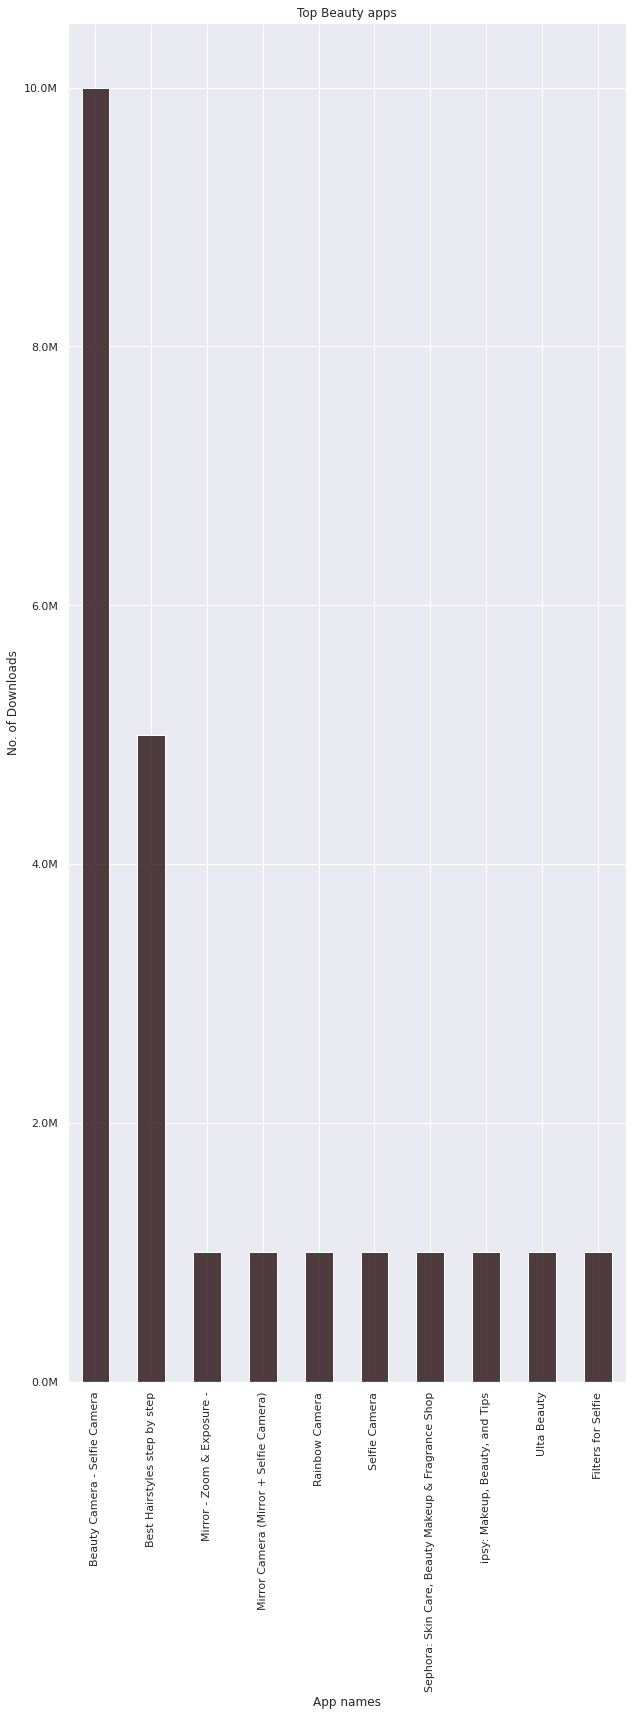 Top Beauty apps
10.0M
8.0M
6.0M
4.0M
2.0M
0.0M
No. of Downloads
Beauty Camera - Selfie Camera
Best Hairstyles step by step
Mirror - Zoom & Exposure -
Mirror Camera (Mirror + Selfie Camera)
Rainbow Camera
Selfie Camera
Sephora: Skin Care, Beauty Makeup & Fragrance Shop
ipsy: Makeup, Beauty, and Tips
Ulta Beauty
Filters for Selfie
App names